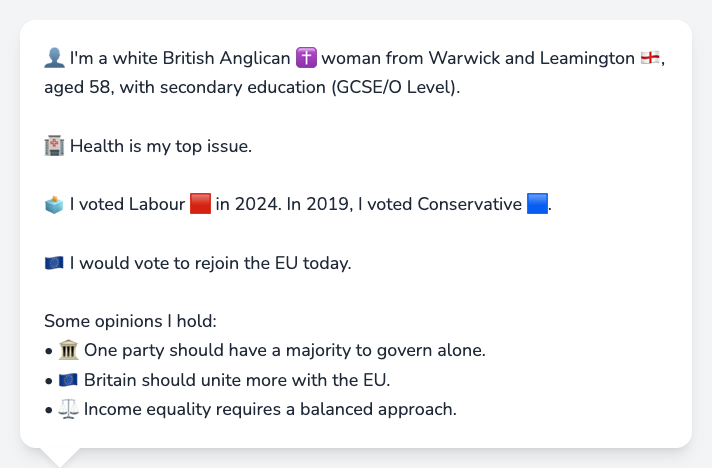 👤 I'm a white British Anglican ✝️ woman from Warwick and Leamington 🏴󠁧󠁢󠁥󠁮󠁧󠁿,
aged 58, with secondary education (GCSE/O Level).
🏥 Health is my top issue.
🗳️ I voted Labour 🟥 in 2024. In 2019, I voted Conservative 🟦.
🇪🇺 I would vote to rejoin the EU today.
Some opinions I hold:
• 🏛️ One party should have a majority to govern alone.
• 🇪🇺 Britain should unite more with the EU.
• ⚖️ Income equality requires a balanced approach.